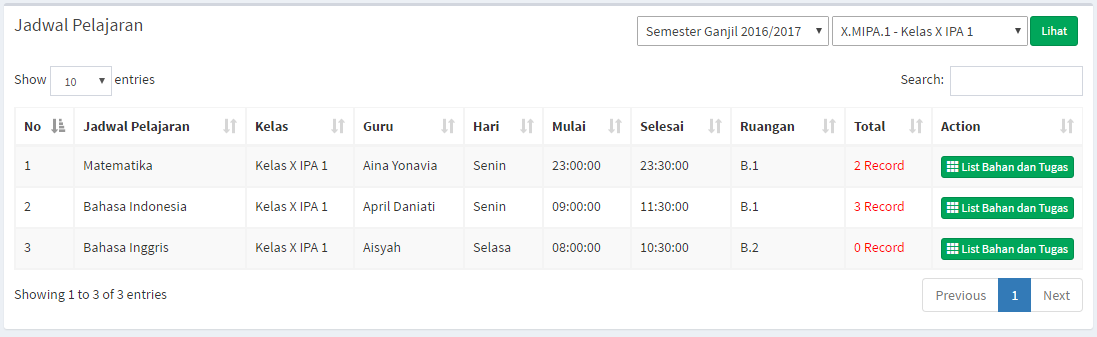 Jadwal Pelajaran
Semester Ganjil 2016/2017 X.MIPA.1 - Kelas X IPA 1 Lihat
Show 10 entries Search:
No Jadwal Pelajaran Kelas Guru Hari Mulai Selesai Ruangan Total Action
1 Matematika Kelas X IPA 1 Aina Yonavia Senin 23:00:00 23:30:00 B.1 2 Record List Bahan dan Tugas
2 Bahasa Indonesia Kelas X IPA 1 April Daniati Senin 09:00:00 11:30:00 B.1 3 Record List Bahan dan Tugas
3 Bahasa Inggris Kelas X IPA 1 Aisyah Selasa 08:00:00 10:30:00 B.2 0 Record List Bahan dan Tugas
Showing 1 to 3 of 3 entries Previous 1 Next